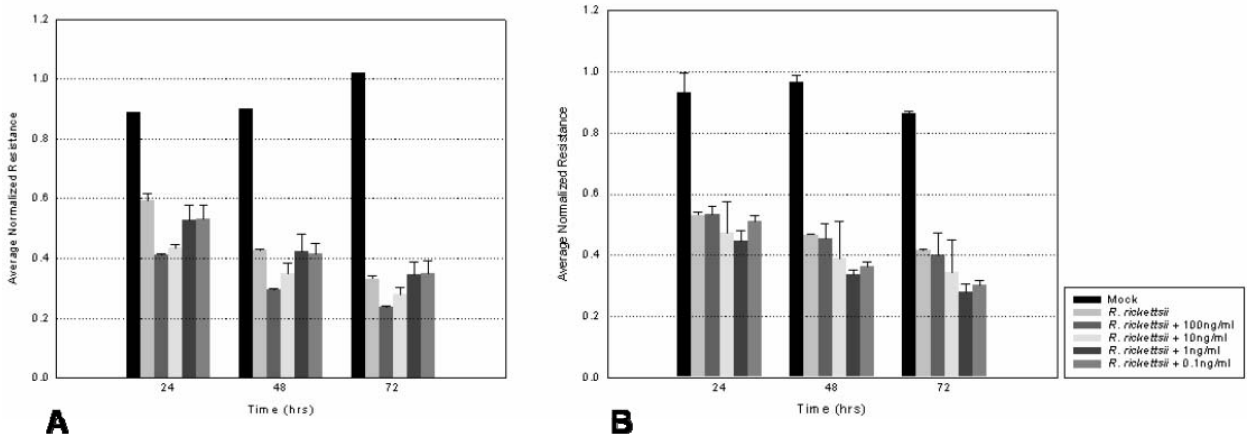 1.2
1.0
0.8
0.6
0.4
0.2
0.0
Average Normalized Resistance
24
48
72
Time (hrs)
A
1.2
1.0
0.8
0.6
0.4
0.2
0.0
Average Normalized Resistance
24
48
72
Time (hrs)
B
Mock
R. rickettsii
R. rickettsii + 100ng/ml
R. rickettsii + 10ng/ml
R. rickettsii + 1ng/ml
R. rickettsii + 0.1ng/ml